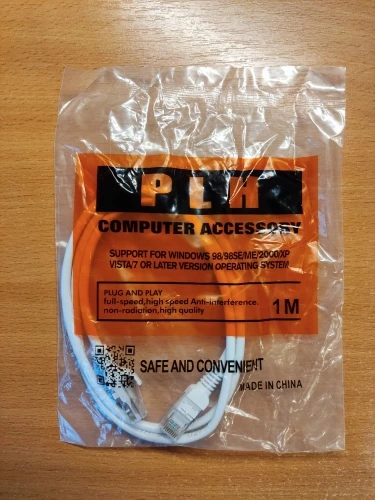 PLH
COMPUTER ACCESSORY
SUPPORT FOR WINDOWS 98/98SE/ME/2000/XP
VISTA/7 OR LATER VERSION OPERATING SYSTEM
PLUG AND PLAY
full-speed,high speed Anti-interference.
non-radiation,high quality
1M
SAFE AND CONVENIENT
MADE IN CHINA